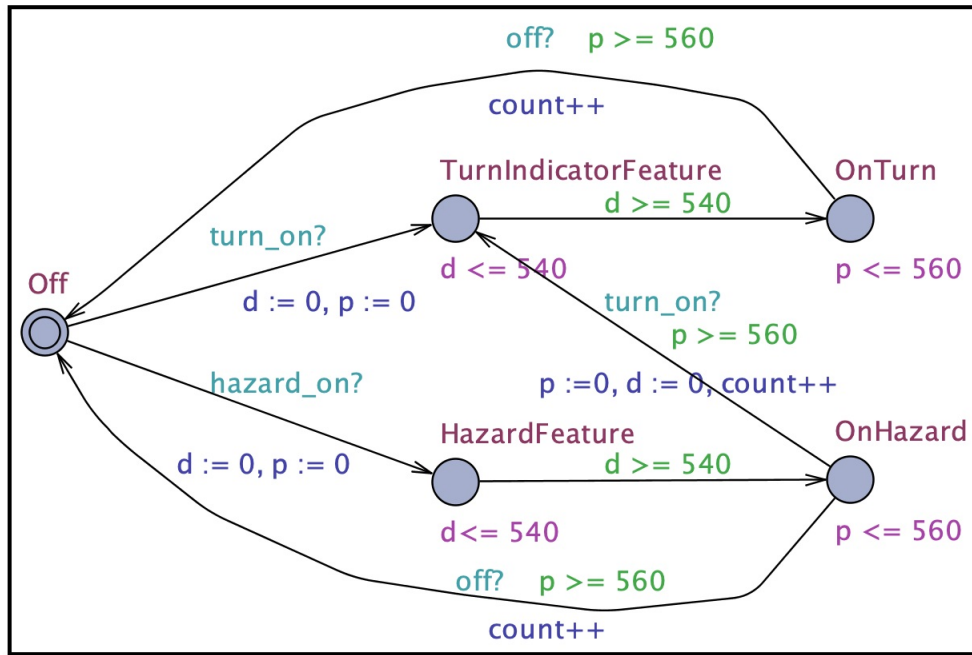 off? p >= 560
count++
TurnIndicatorFeature
OnTurn
d >= 540
turn_on?
d <= 540
p <= 560
Off
d := 0, p := 0
turn_on?
p >= 560
hazard_on?
p :=0, d := 0, count++
HazardFeature
OnHazard
d := 0, p := 0
d >= 540
d<= 540
p <= 560
off? p >= 560
count++